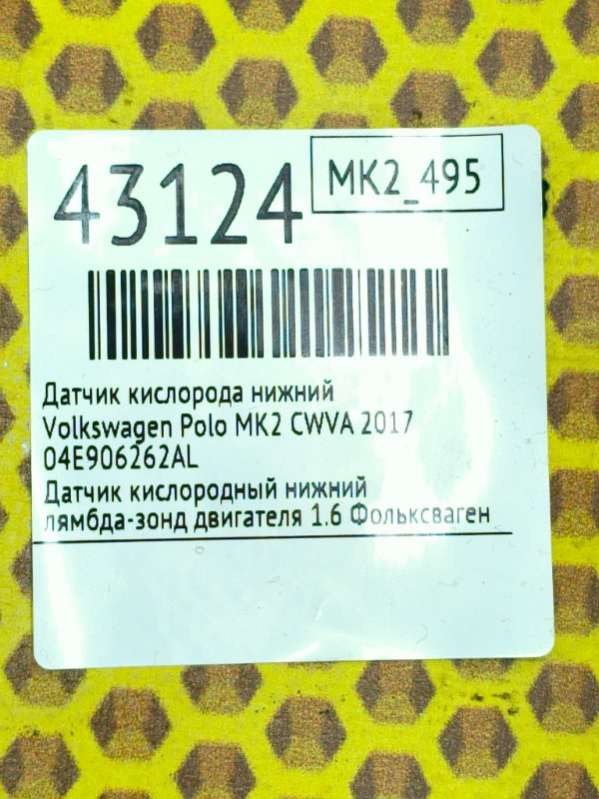 43124
MK2_495
Датчик кислорода нижний
Volkswagen Polo MK2 CWVA 2017
04E906262AL
Датчик кислородный нижний
лямбда-зонд двигателя 1.6 Фольксваген